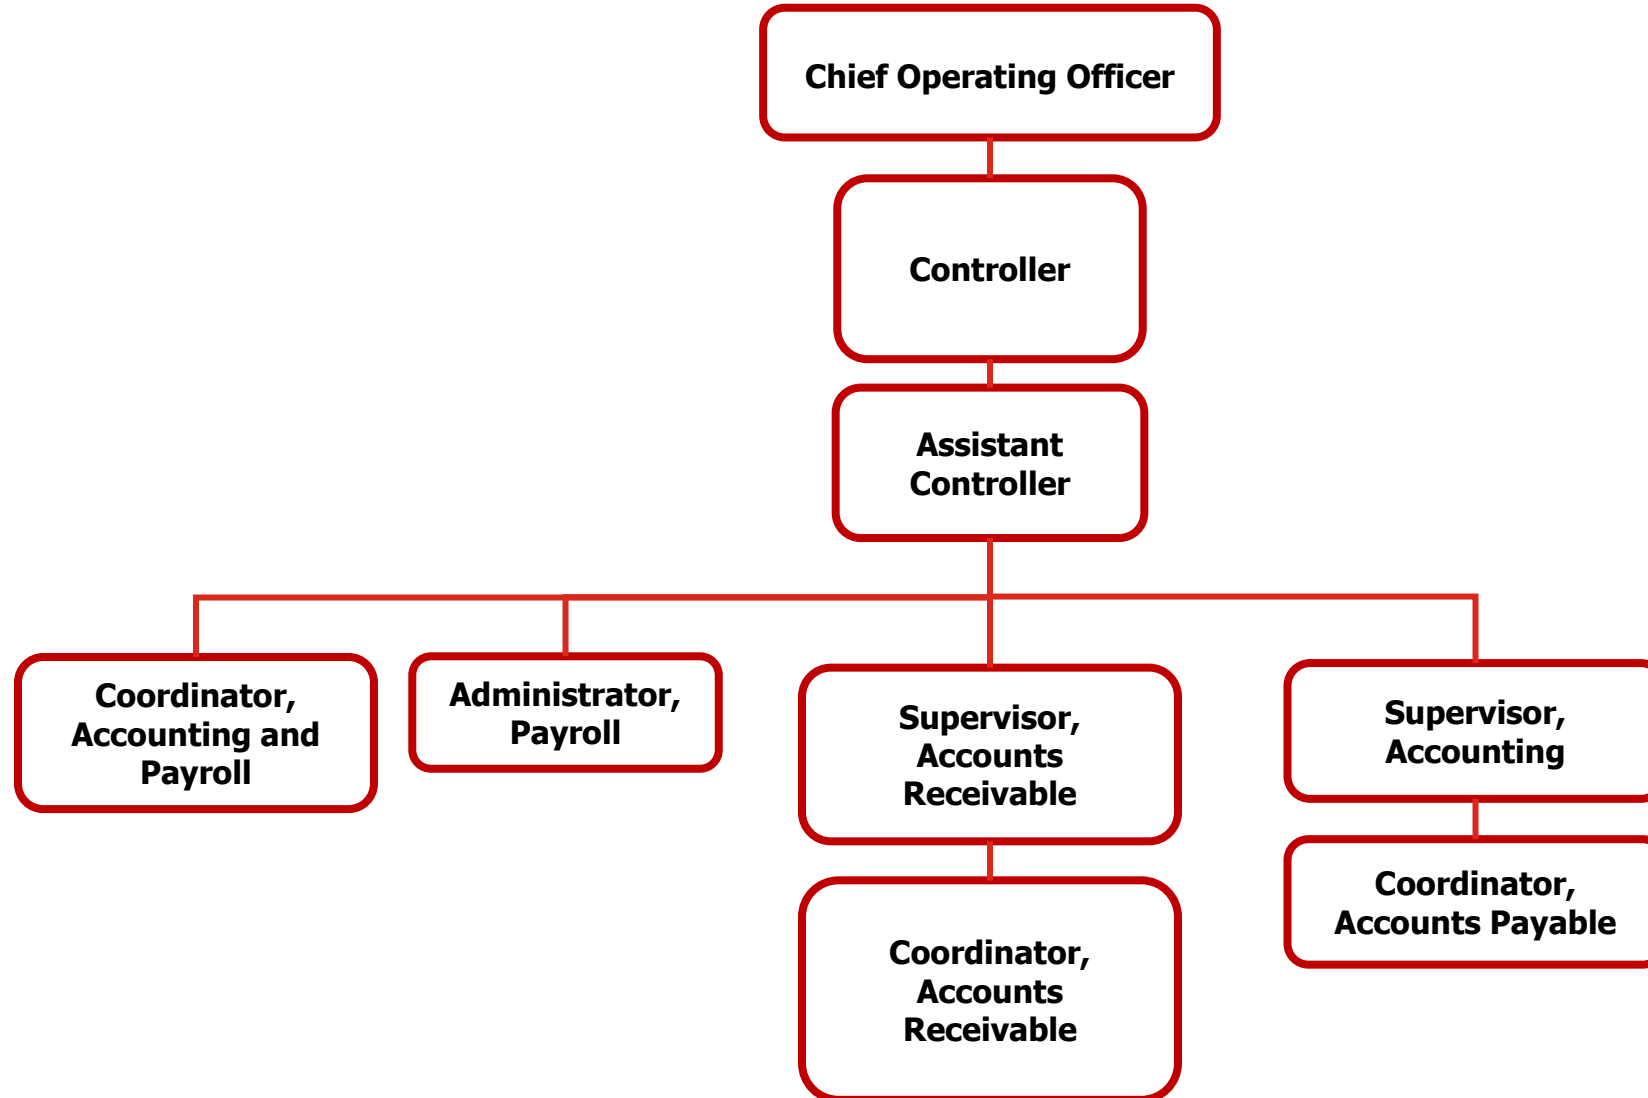 Chief Operating Officer
Controller
Assistant
Controller
Coordinator,
Accounting and
Payroll
Administrator,
Payroll
Supervisor,
Accounts
Receivable
Supervisor,
Accounting
Coordinator,
Accounts
Receivable
Coordinator,
Accounts Payable